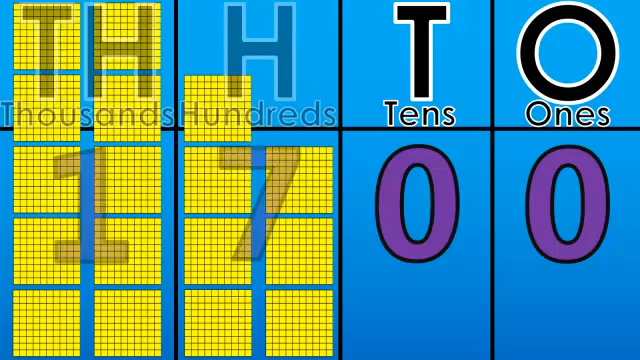 TH H T O
Thousands Hundreds Tens Ones
1 7 0 0